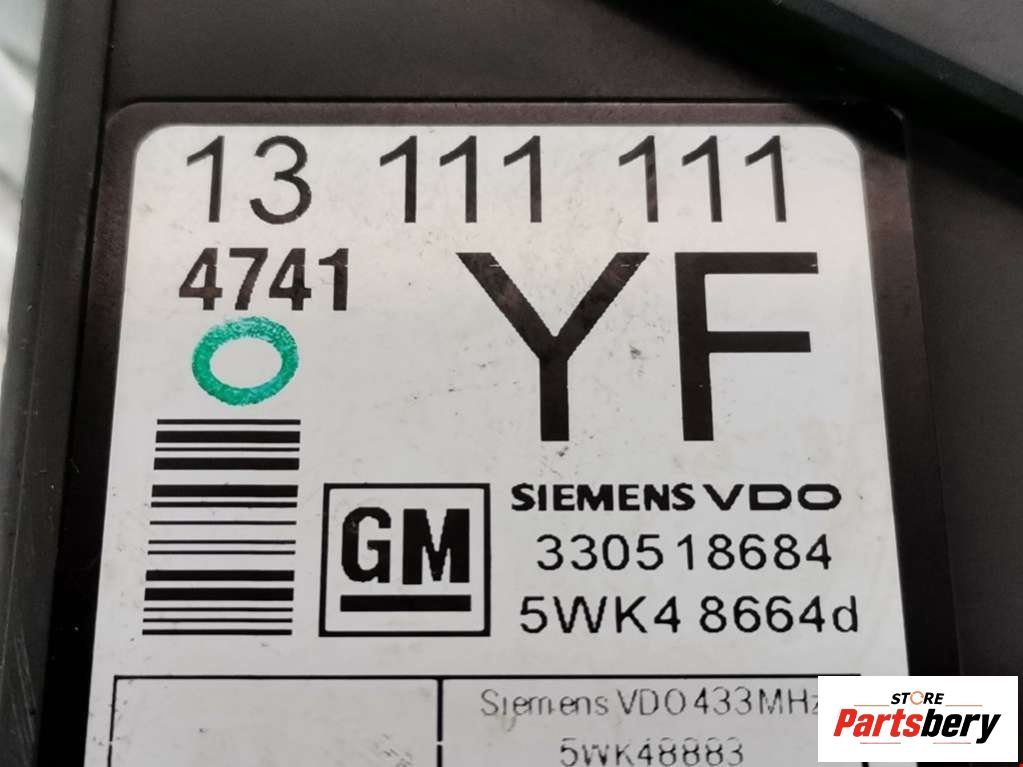 13 111 111
4741
YF
GM
SIEMENS VDO
330518684
5WK4 8664d
Siemens VDO 433MHz
5WK48883
STORE
Partsbery